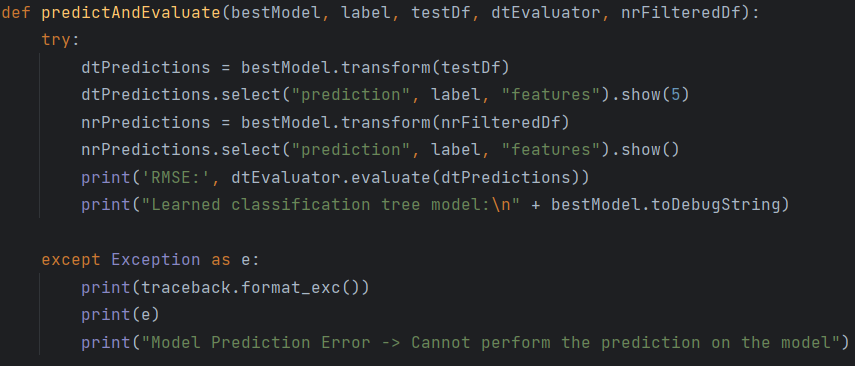 def predictAndEvaluate(bestModel, label, testDf, dtEvaluator, nrFilteredDf):
    try:
        dtPredictions = bestModel.transform(testDf)
        dtPredictions.select("prediction", label, "features").show(5)
        nrPredictions = bestModel.transform(nrFilteredDf)
        nrPredictions.select("prediction", label, "features").show()
        print('RMSE:', dtEvaluator.evaluate(dtPredictions))
        print("Learned classification tree model:\n" + bestModel.toDebugString)

    except Exception as e:
        print(traceback.format_exc())
        print(e)
        print("Model Prediction Error -> Cannot perform the prediction on the model")